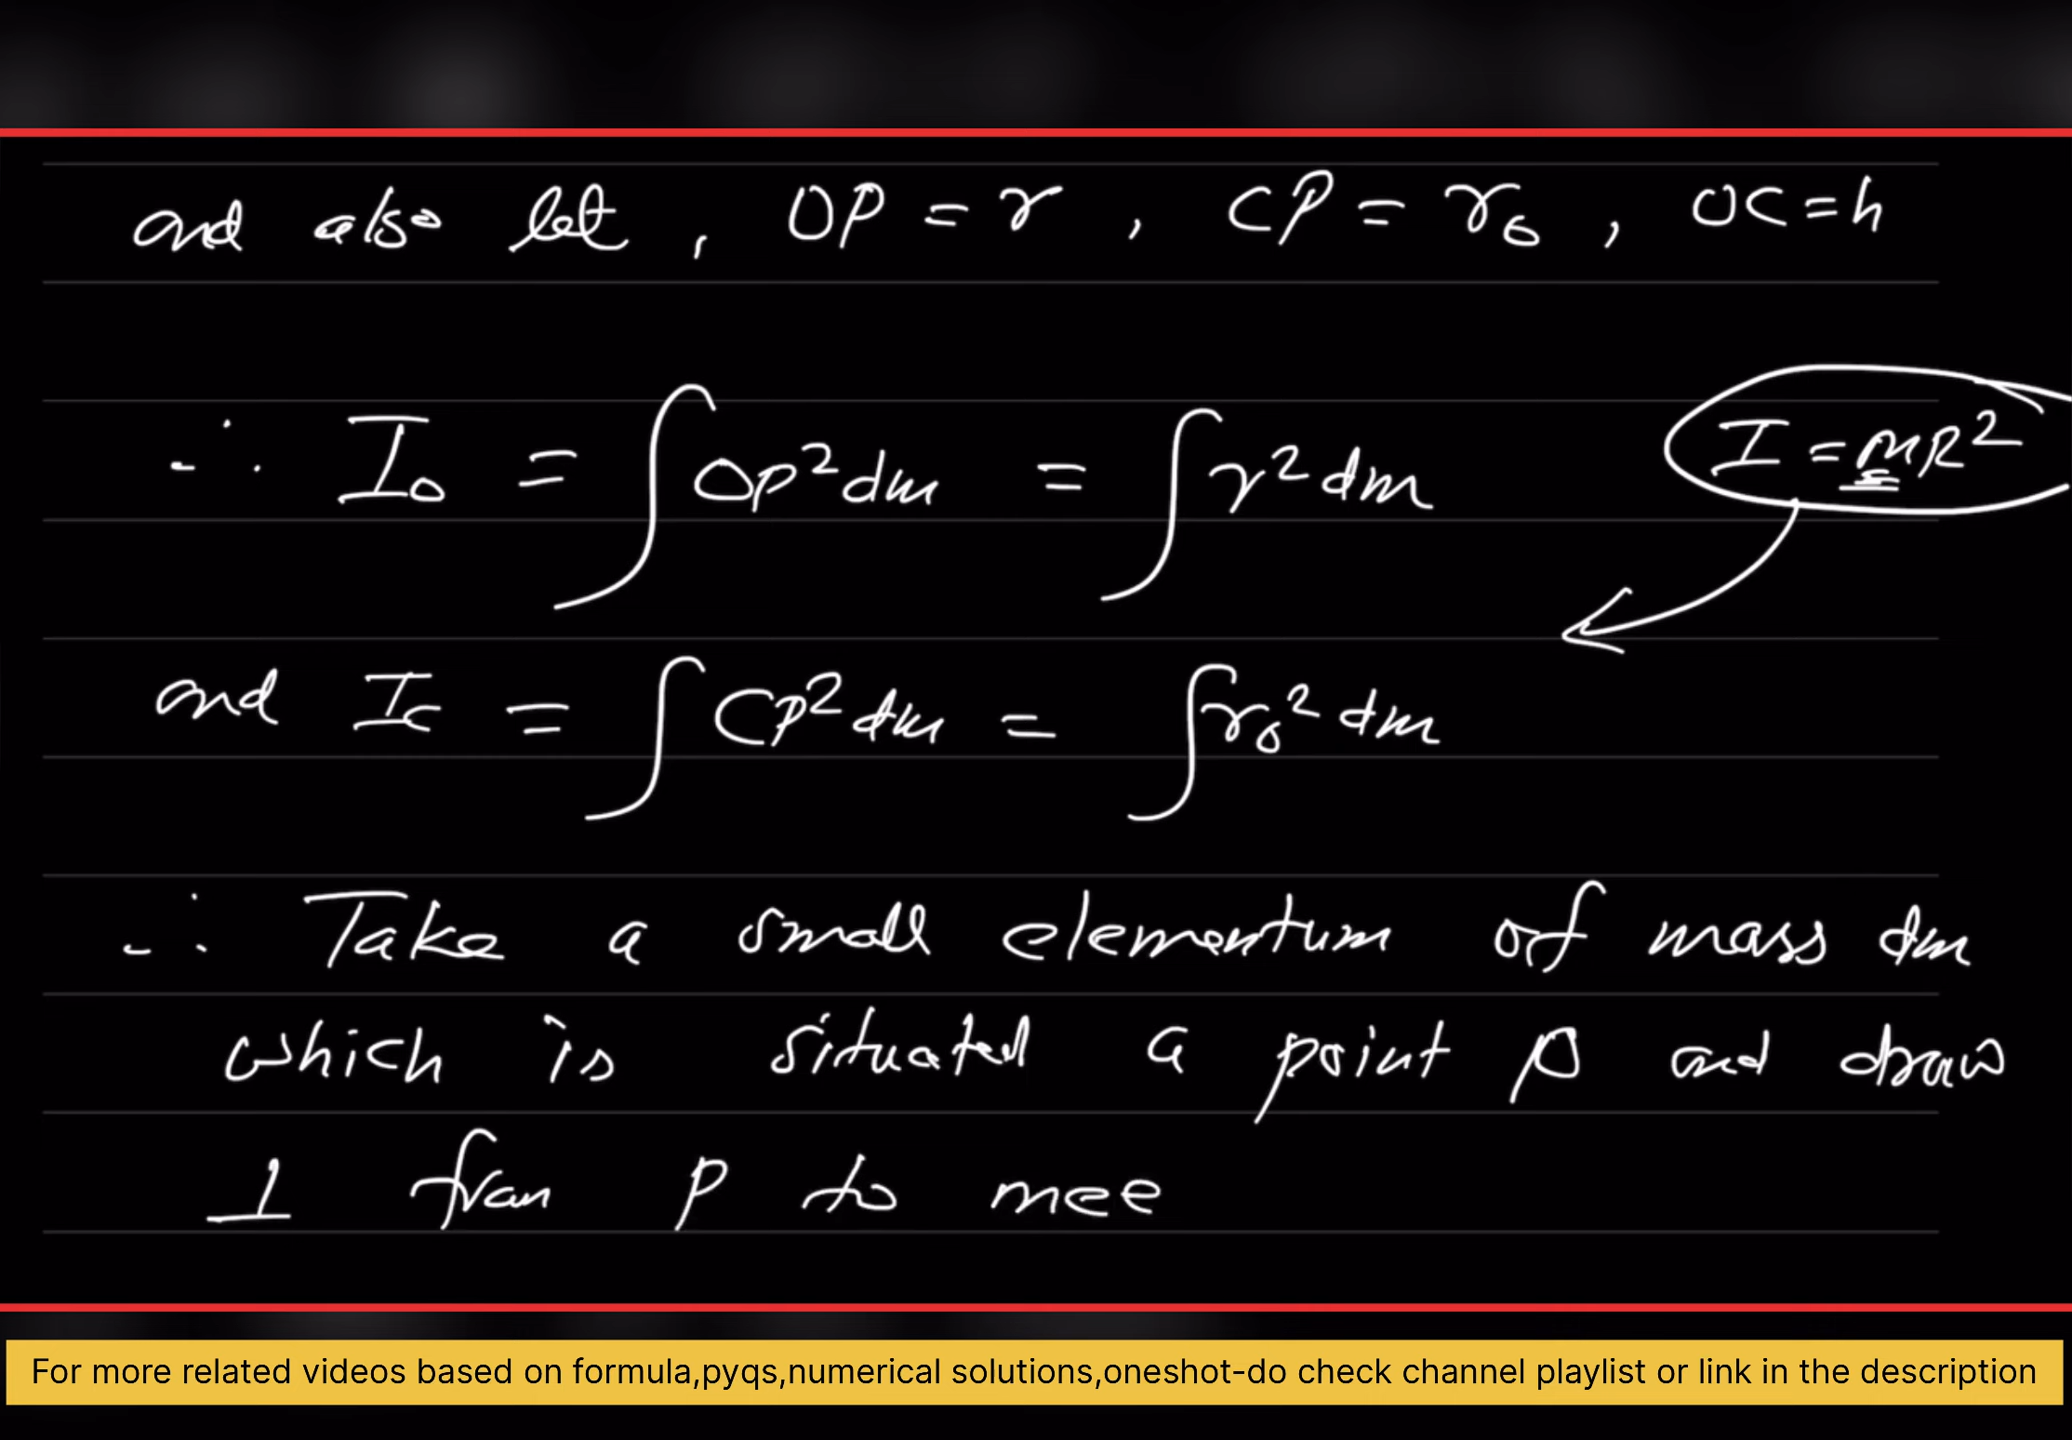 and also let, OP = r, CP = r₀, OC = h
∴ I₀ = ∫OP² dm = ∫r² dm
I = MR²
and Ic = ∫CP² dm = ∫r₀² dm
∴ Take a small elementum of mass dm
which is situated a point P and draw
⊥ from P to mee
For more related videos based on formula,pyqs,numerical solutions,oneshot-do check channel playlist or link in the description